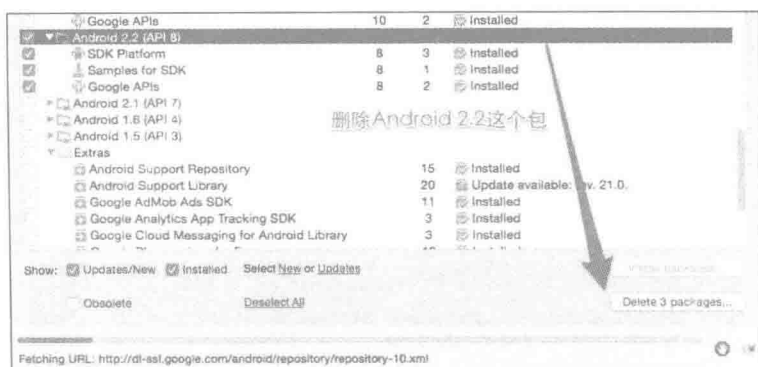 Google APIs 10 2 Installed
Android 2.2 (API 8)
SDK Platform 8 3 Installed
Samples for SDK 8 1 Installed
Google APIs 8 2 Installed
Android 2.1 (API 7)
Android 1.6 (API 4)
删除Android 2.2这个包
Android 1.5 (API 3)
Extras
Android Support Repository 15 Installed
Android Support Library 20 Update available: rev. 21.0.
Google AdMob Ads SDK 11 Installed
Google Analytics App Tracking SDK 3 Installed
Google Cloud Messaging for Android Library 3 Installed
Show: Updates/New Installed Select New or Updates
Obsolete Deselect All Delete 3 packages...
Fetching URL: http://dl-ssl.google.com/android/repository/repository-10.xml